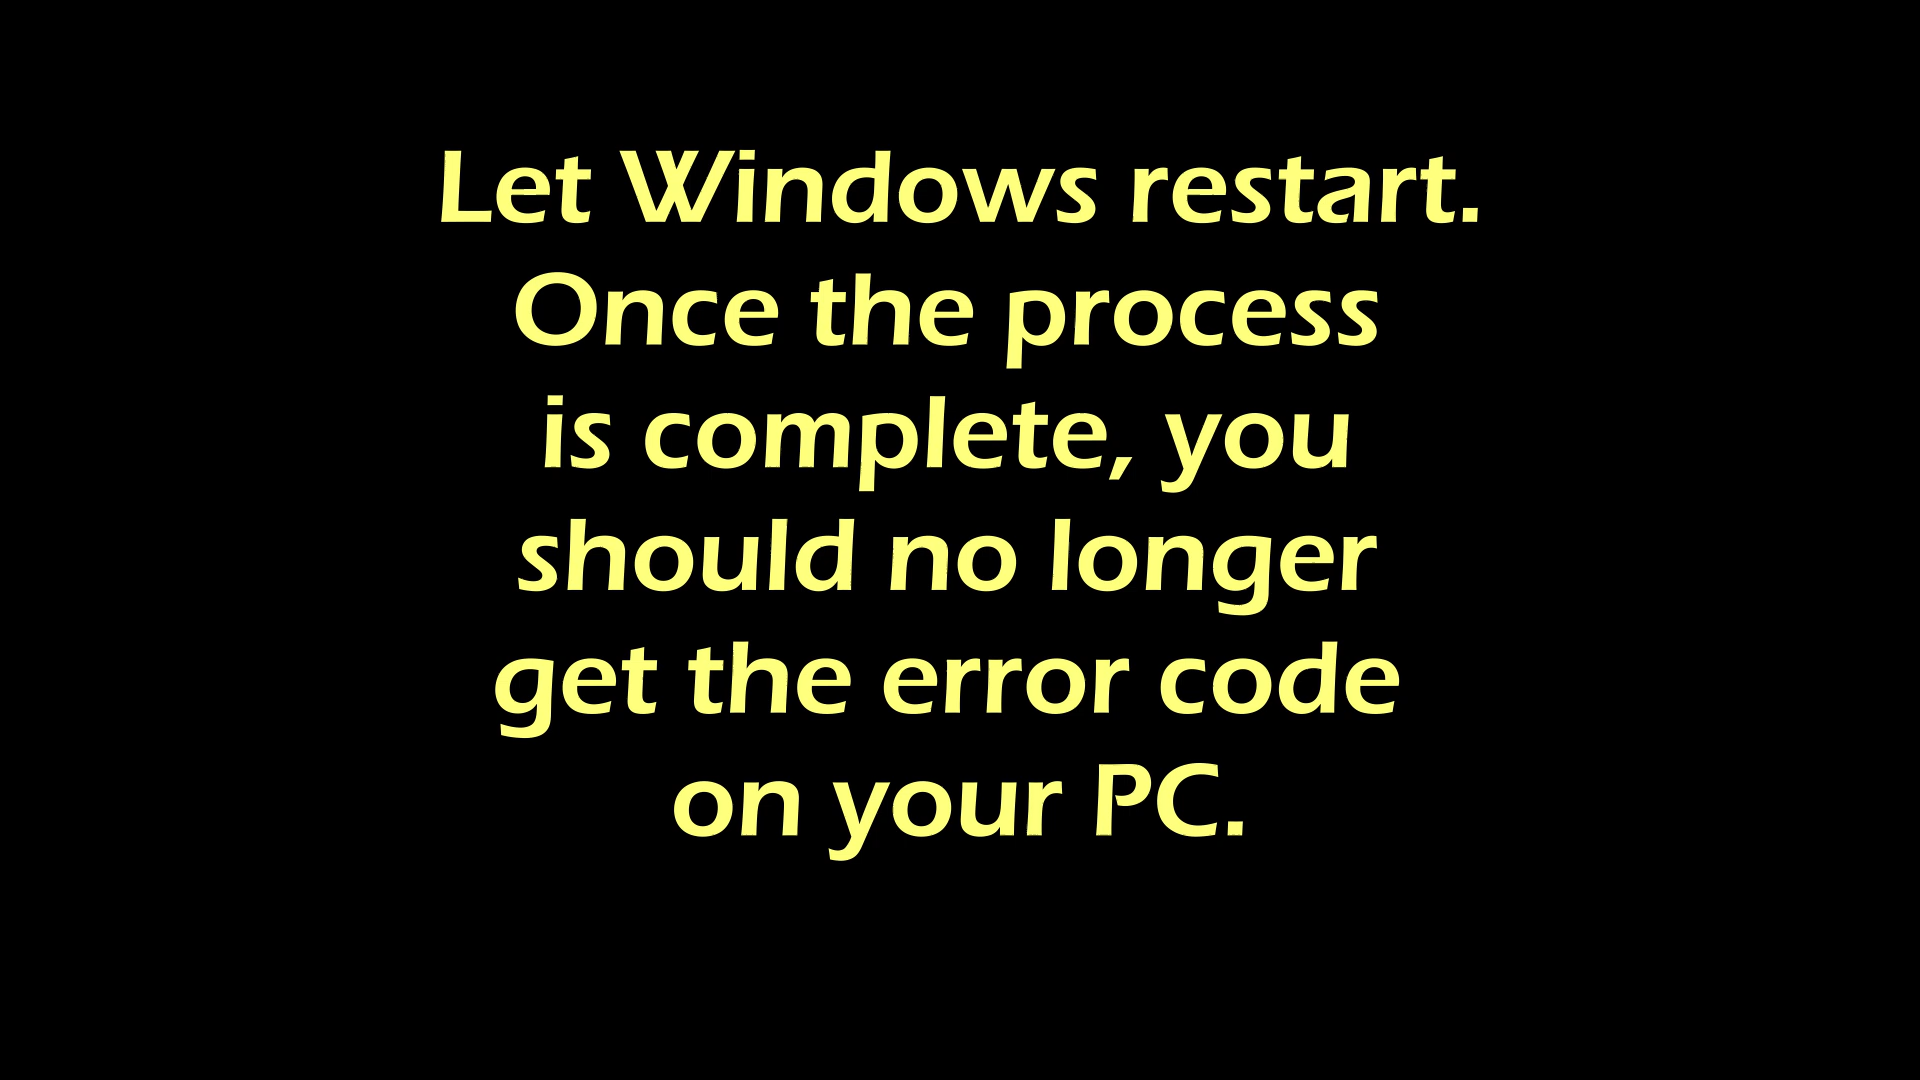 Let Windows restart.
Once the process
is complete, you
should no longer
get the error code
on your PC.